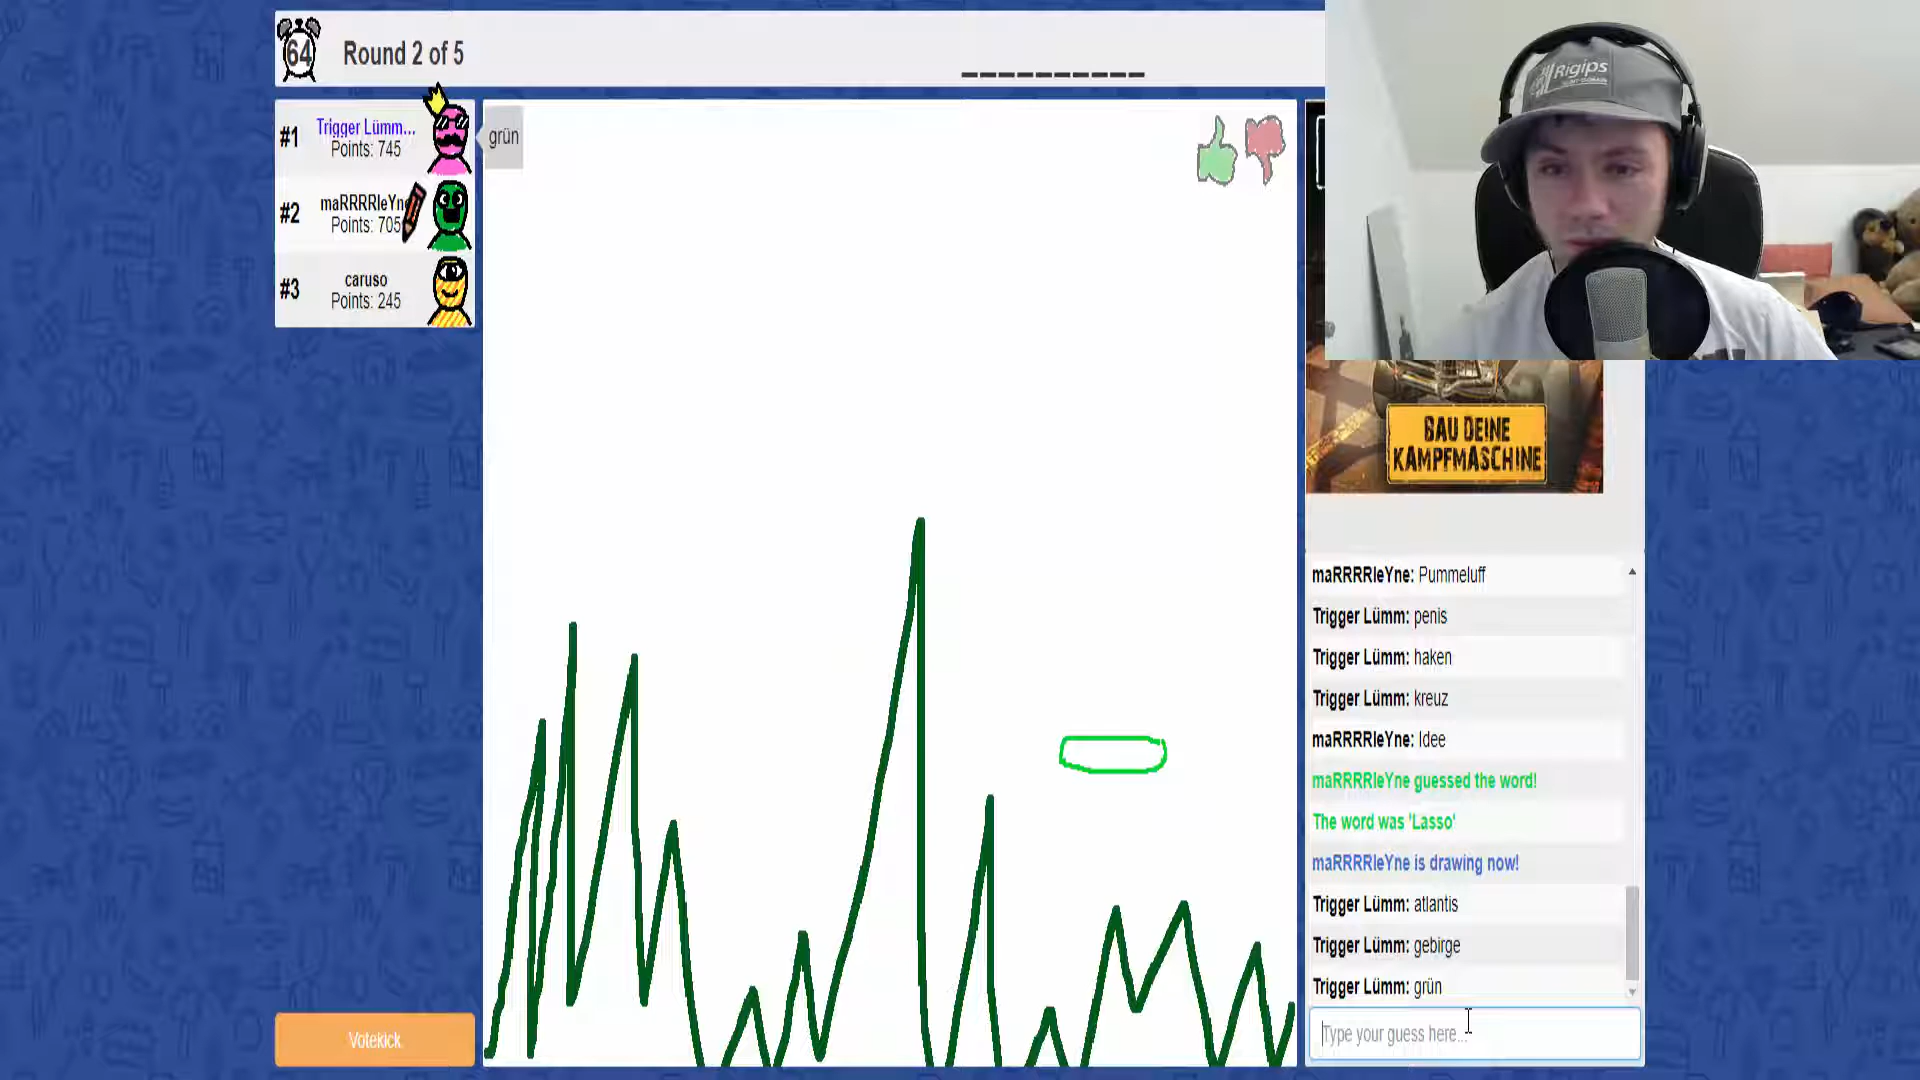 64
Round 2 of 5
__________
#1
Trigger Lümm...
Points: 745
grün
#2
maRRRRleYne
Points: 705
#3
caruso
Points: 245
Rigips
BAU DEINE
KAMPFMASCHINE
maRRRRleYne: Pummeluff
Trigger Lümm: penis
Trigger Lümm: haken
Trigger Lümm: kreuz
maRRRRleYne: Idee
maRRRRleYne guessed the word!
The word was 'Lasso'
maRRRRleYne is drawing now!
Trigger Lümm: atlantis
Trigger Lümm: gebirge
Trigger Lümm: grün
Type your guess here...
Votekick